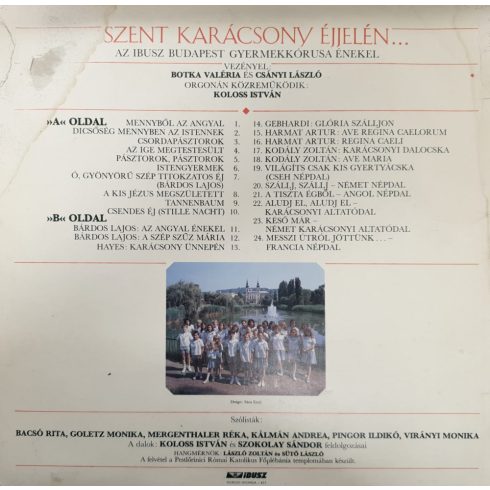 SZENT KARÁCSONY ÉJJELÉN...
AZ IBUSZ BUDAPEST GYERMEKKÓRUSA ÉNEKEL
VEZÉNYEL:
BOTKA VALÉRIA ÉS CSÁNYI LÁSZLÓ
ORGONÁN KÖZREMŰKÖDIK:
KOLOSS ISTVÁN
»A« OLDAL
MENNYBŐL AZ ANGYAL 1.
DICSŐSÉG MENNYBEN AZ ISTENNEK 2.
CSORDAPÁSZTOROK 3.
AZ IGE MEGTESTESÜLT 4.
PÁSZTOROK, PÁSZTOROK 5.
ISTENGYERMEK 6.
Ó, GYÖNYÖRŰ SZÉP TITOKZATOS ÉJ 7.
(BÁRDOS LAJOS)
A KIS JÉZUS MEGSZÜLETETT 8.
TANNENBAUM 9.
CSENDES ÉJ (STILLE NACHT) 10.
»B« OLDAL
BÁRDOS LAJOS: AZ ANGYAL ÉNEKEL 11.
BÁRDOS LAJOS: A SZÉP SZŰZ MÁRIA 12.
HAYES: KARÁCSONY ÜNNEPÉN 13.
14. GEBHARDI: GLÓRIA SZÁLLJON
15. HARMAT ARTUR: AVE REGINA CAELORUM
16. HARMAT ARTUR: REGINA CAELI
17. KODÁLY ZOLTÁN: KARÁCSONYI DALOCSKA
18. KODÁLY ZOLTÁN: AVE MARIA
19. VILÁGÍTS CSAK KIS GYERTYÁCSKA
(CSEH NÉPDAL)
20. SZÁLLJ, SZÁLLJ – NÉMET NÉPDAL
21. A TISZTA ÉGBŐL – ANGOL NÉPDAL
22. ALUDJ EL, ALUDJ EL –
KARÁCSONYI ALTATÓDAL
23. KÉSŐ MÁR –
NÉMET KARÁCSONYI ALTATÓDAL
24. MESSZI ÚTRÓL JÖTTÜNK . . . –
FRANCIA NÉPDAL
Szólisták:
BACSÓ RITA, GOLETZ MONIKA, MERGENTHALER RÉKA, KÁLMÁN ANDREA, PINGOR ILDIKÓ, VIRÁNYI MONIKA
A dalok: KOLOSS ISTVÁN és SZOKOLAY SÁNDOR feldolgozásai
HANGMÉRNÖK: LÁSZLÓ ZOLTÁN és SÜTŐ LÁSZLÓ
A felvétel a Pestlőrinci Római Katolikus Főplébánia templomában készült.
IBUSZ